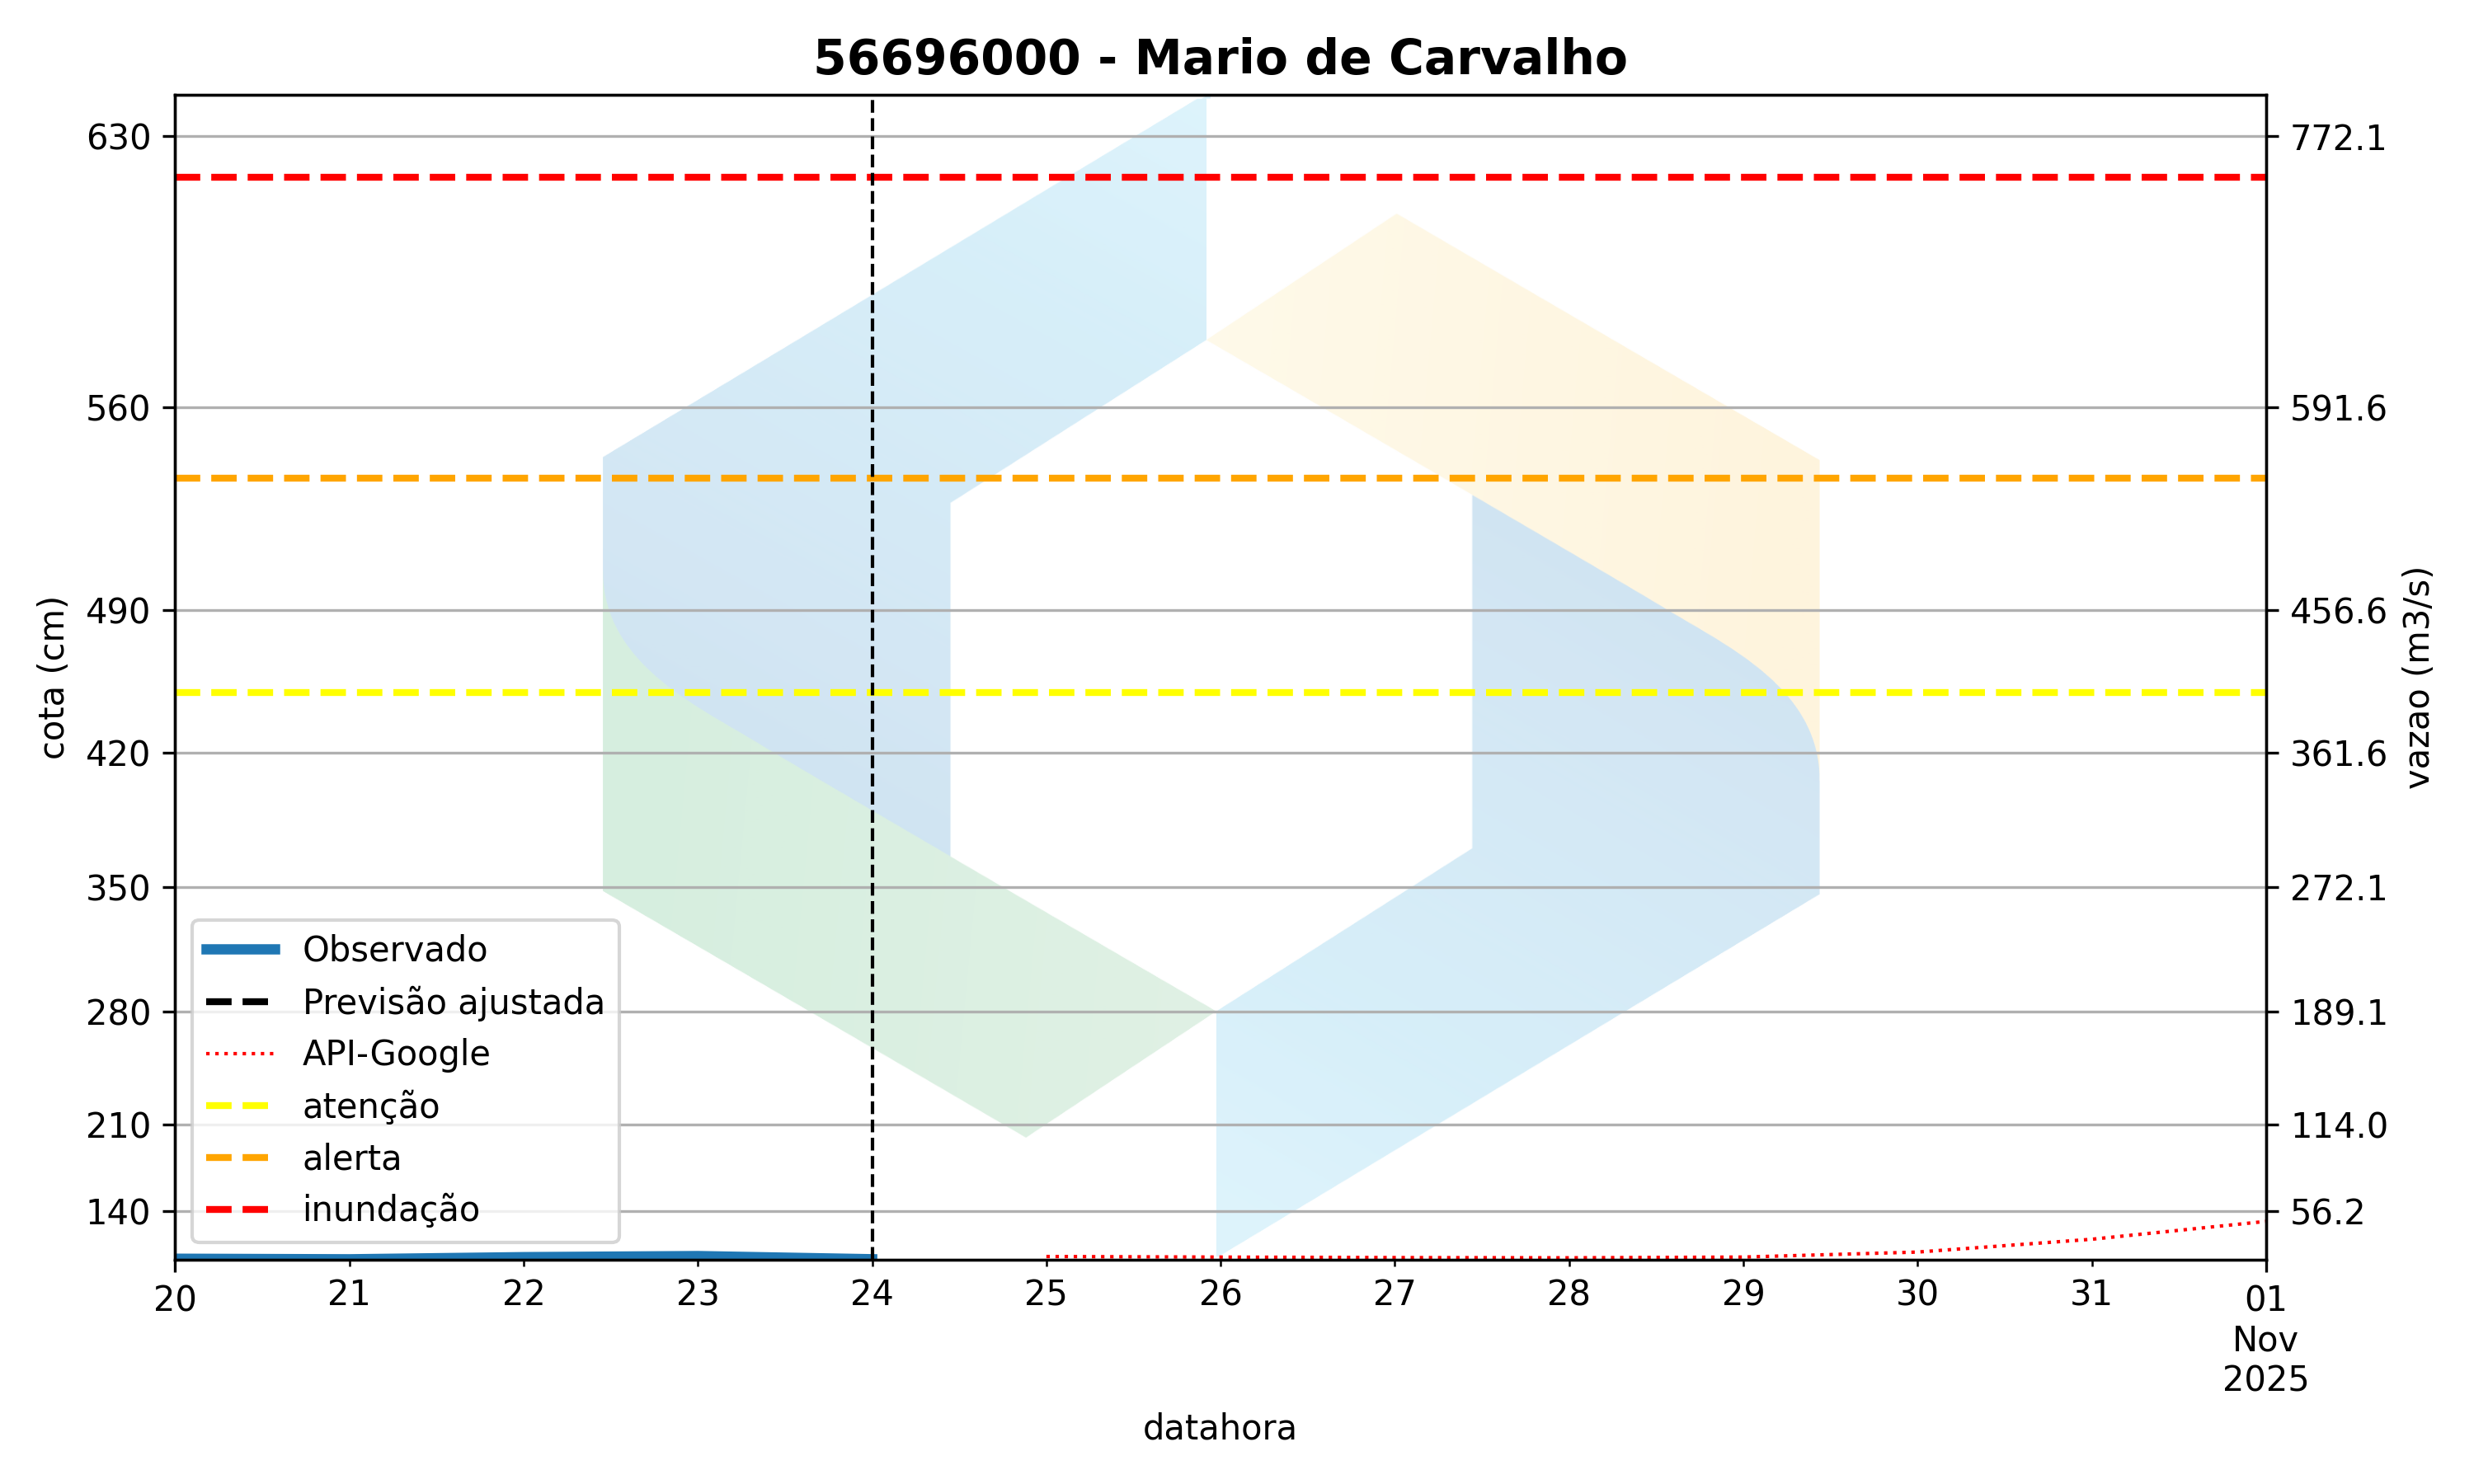 56696000 - Mario de Carvalho
630
560
490
420
350
280
210
140
cota (cm)
772.1
591.6
456.6
361.6
272.1
189.1
114.0
56.2
vazao (m3/s)
Observado
Previsão ajustada
API-Google
atenção
alerta
inundação
20 21 22 23 24 25 26 27 28 29 30 31 01
Nov
2025
datahora